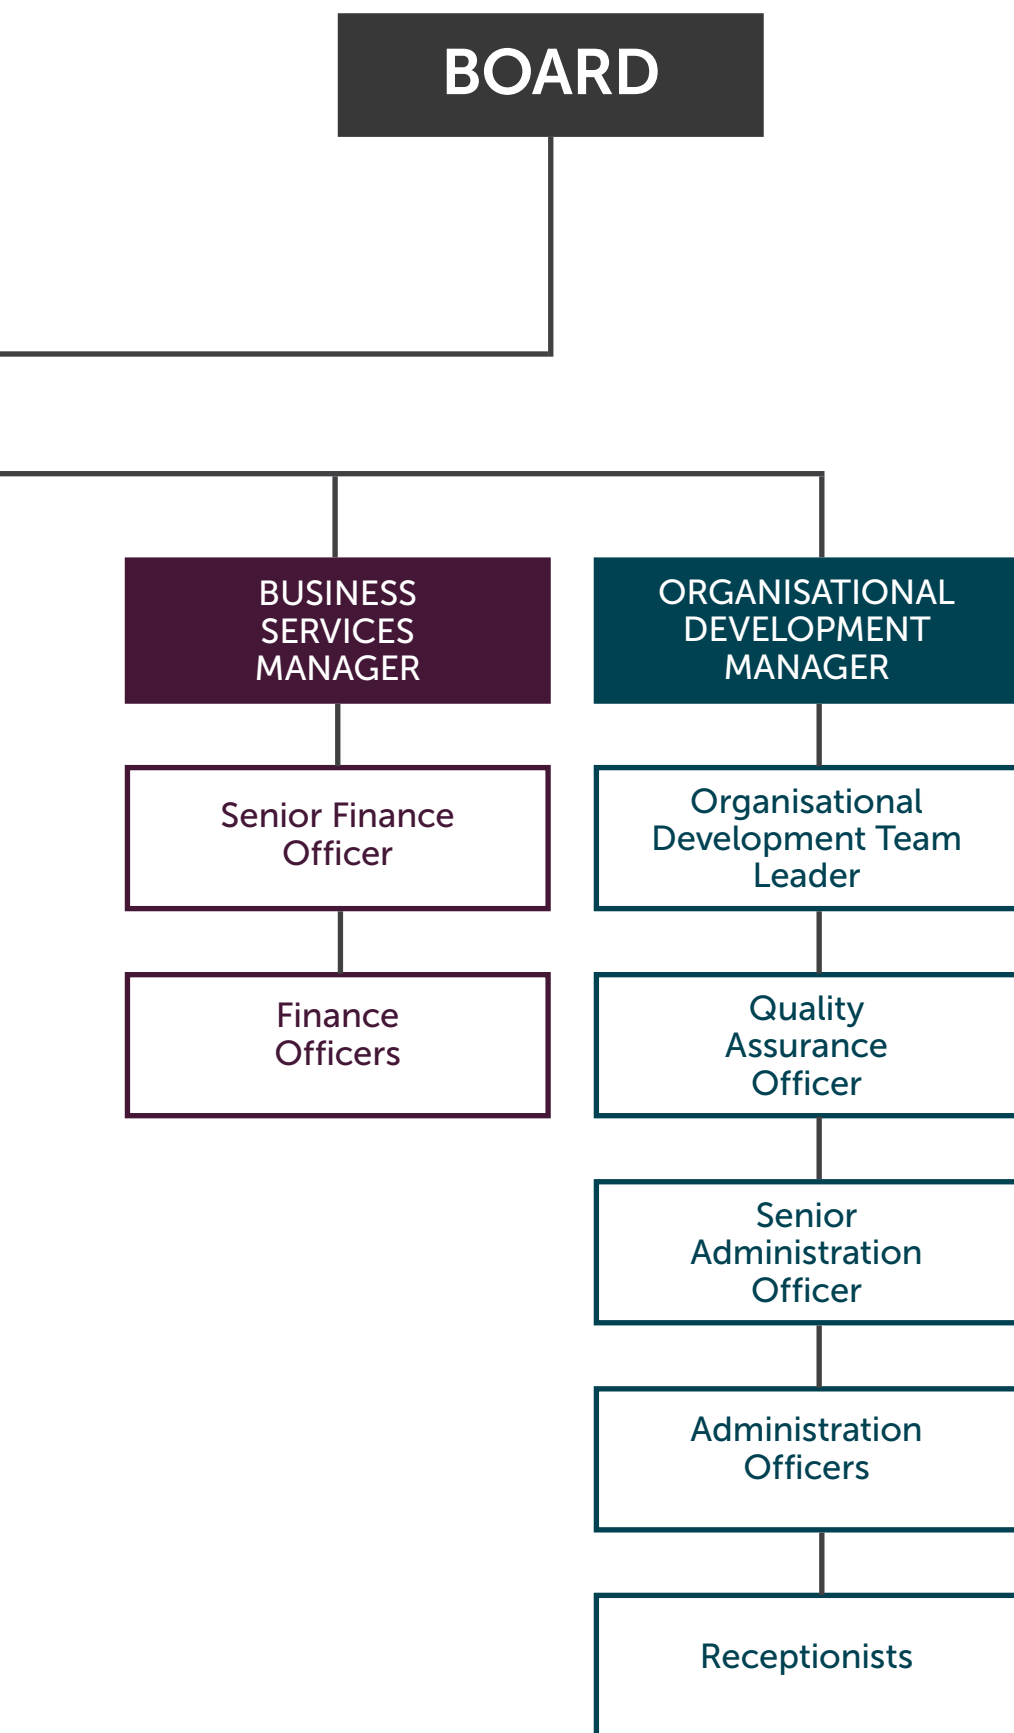 BOARD
BUSINESS
SERVICES
MANAGER
Senior Finance
Officer
Finance
Officers
ORGANISATIONAL
DEVELOPMENT
MANAGER
Organisational
Development Team
Leader
Quality
Assurance
Officer
Senior
Administration
Officer
Administration
Officers
Receptionists